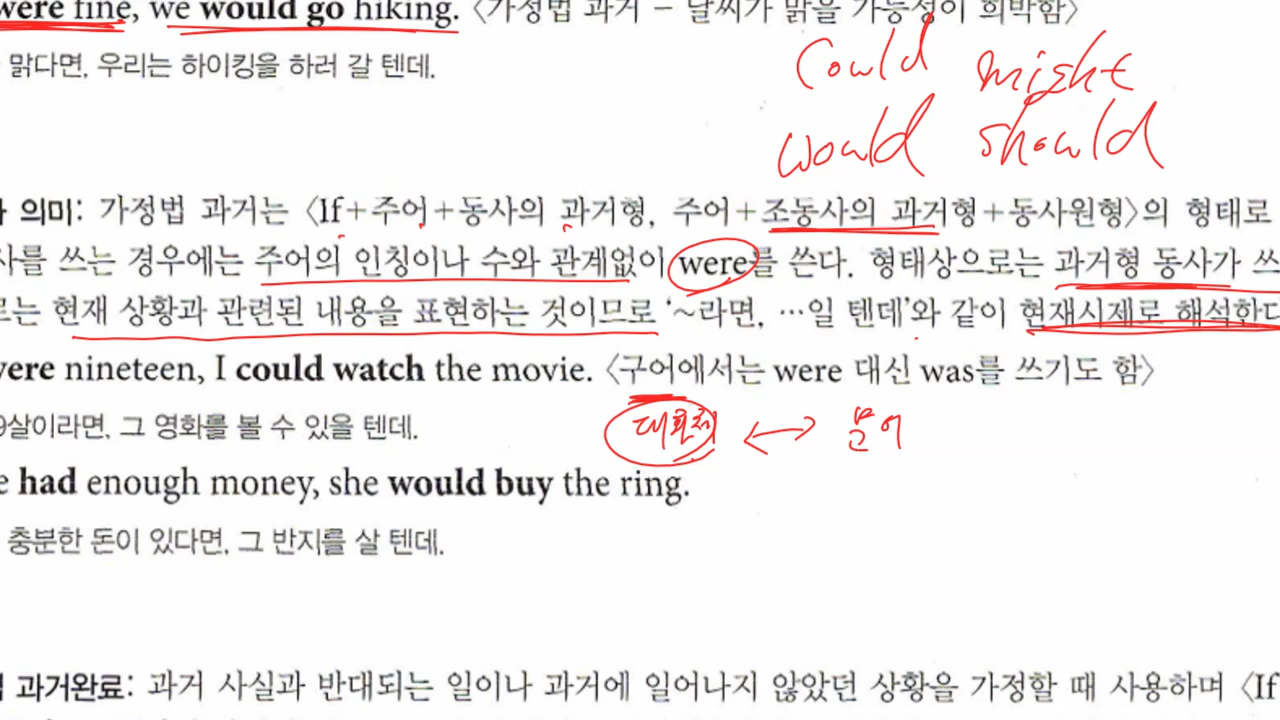 were fine, we would go hiking. 〈가정법 과거 – 날씨가 맑을 가능성이 희박함〉
맑다면, 우리는 하이킹을 하러 갈 텐데.
could might
would should
의미: 가정법 과거는 〈If+주어+동사의 과거형, 주어+조동사의 과거형+동사원형〉의 형태로
사를 쓰는 경우에는 주어의 인칭이나 수와 관계없이 were를 쓴다. 형태상으로는 과거형 동사가 쓰
로는 현재 상황과 관련된 내용을 표현하는 것이므로 ‘~라면, …일 텐데’와 같이 현재시제로 해석한다
were nineteen, I could watch the movie. 〈구어에서는 were 대신 was를 쓰기도 함〉
9살이라면, 그 영화를 볼 수 있을 텐데.
↔ 문어
had enough money, she would buy the ring.
충분한 돈이 있다면, 그 반지를 살 텐데.
과거완료: 과거 사실과 반대되는 일이나 과거에 일어나지 않았던 상황을 가정할 때 사용하며 〈If